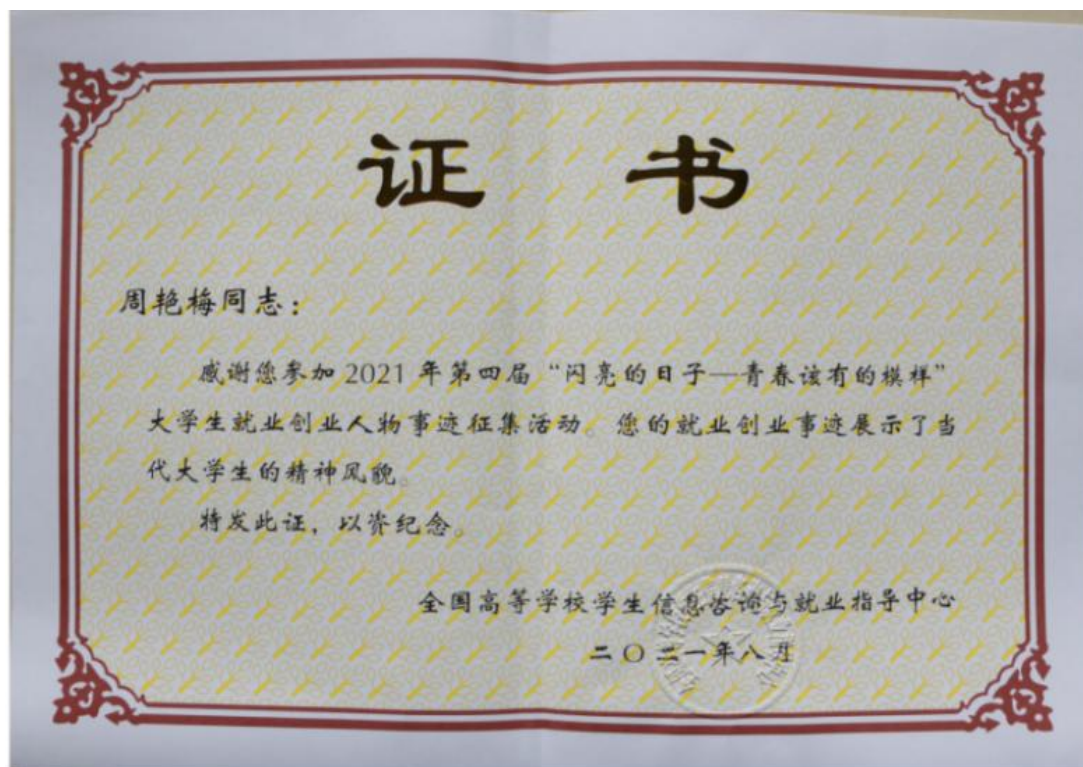 证 书
周艳梅同志：
感谢您参加 2021 年第四届“闪亮的日子—青春该有的模样”
大学生就业创业人物事迹征集活动。您的就业创业事迹展示了当
代大学生的精神风貌。
特发此证，以资纪念。
全国高等学校学生信息咨询与就业指导中心
二〇二一年八月